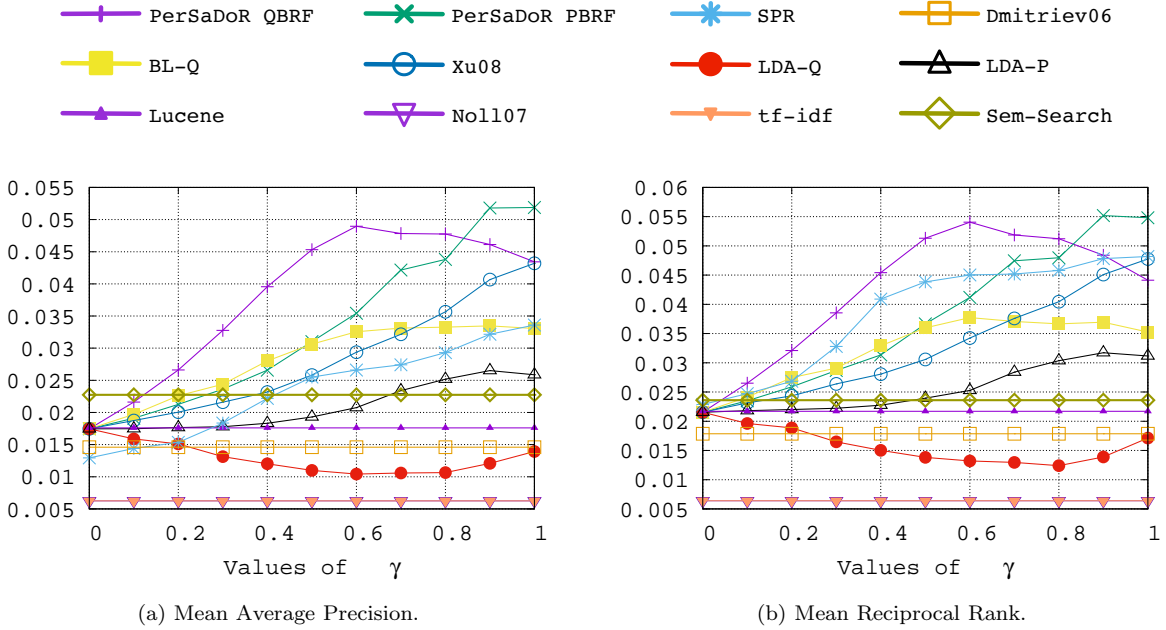 PerSaDoR QBRF PerSaDoR PBRF SPR Dmitriev06
BL-Q Xu08 LDA-Q LDA-P
Lucene Noll07 tf-idf Sem-Search
0.055
0.05
0.045
0.04
0.035
0.03
0.025
0.02
0.015
0.01
0.005
0 0.2 0.4 0.6 0.8 1
Values of γ
(a) Mean Average Precision.
0.06
0.055
0.05
0.045
0.04
0.035
0.03
0.025
0.02
0.015
0.01
0.005
0 0.2 0.4 0.6 0.8 1
Values of γ
(b) Mean Reciprocal Rank.